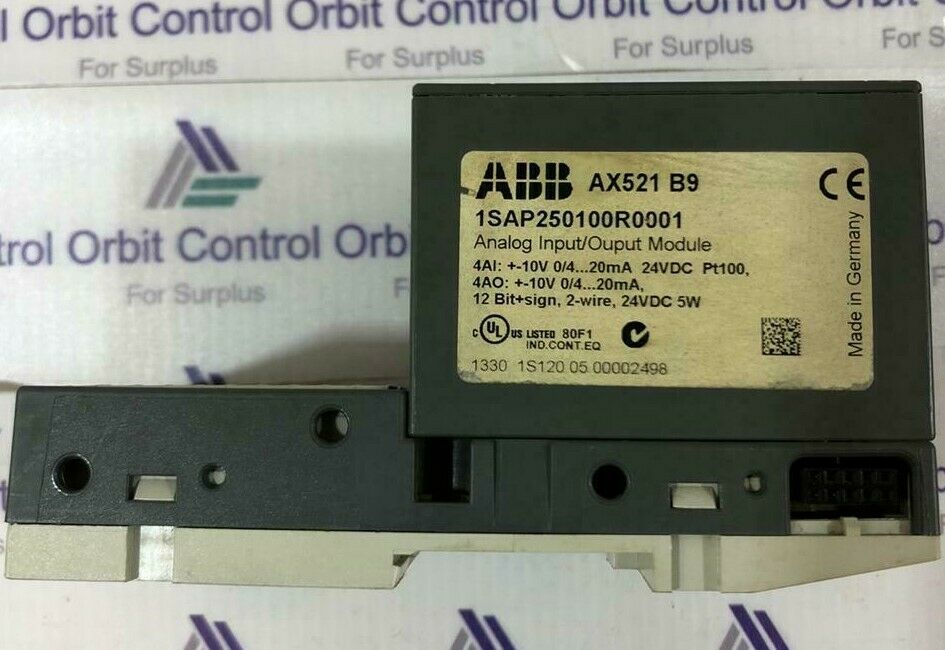 l Orbit Control Orbit Control Orbit Control Orbit
For Surplus For Surplus For Surplus For S
ABB AX521 B9 CE
1SAP250100R0001
Analog Input/Ouput Module
4AI: +-10V 0/4...20mA 24VDC Pt100,
4AO: +-10V 0/4...20mA,
12 Bit+sign, 2-wire, 24VDC 5W
C UL US LISTED 80F1
IND.CONT.EQ
1330 1S120 05 00002498
Made in Germany
trol Orbit Control Orb
For Surplus F